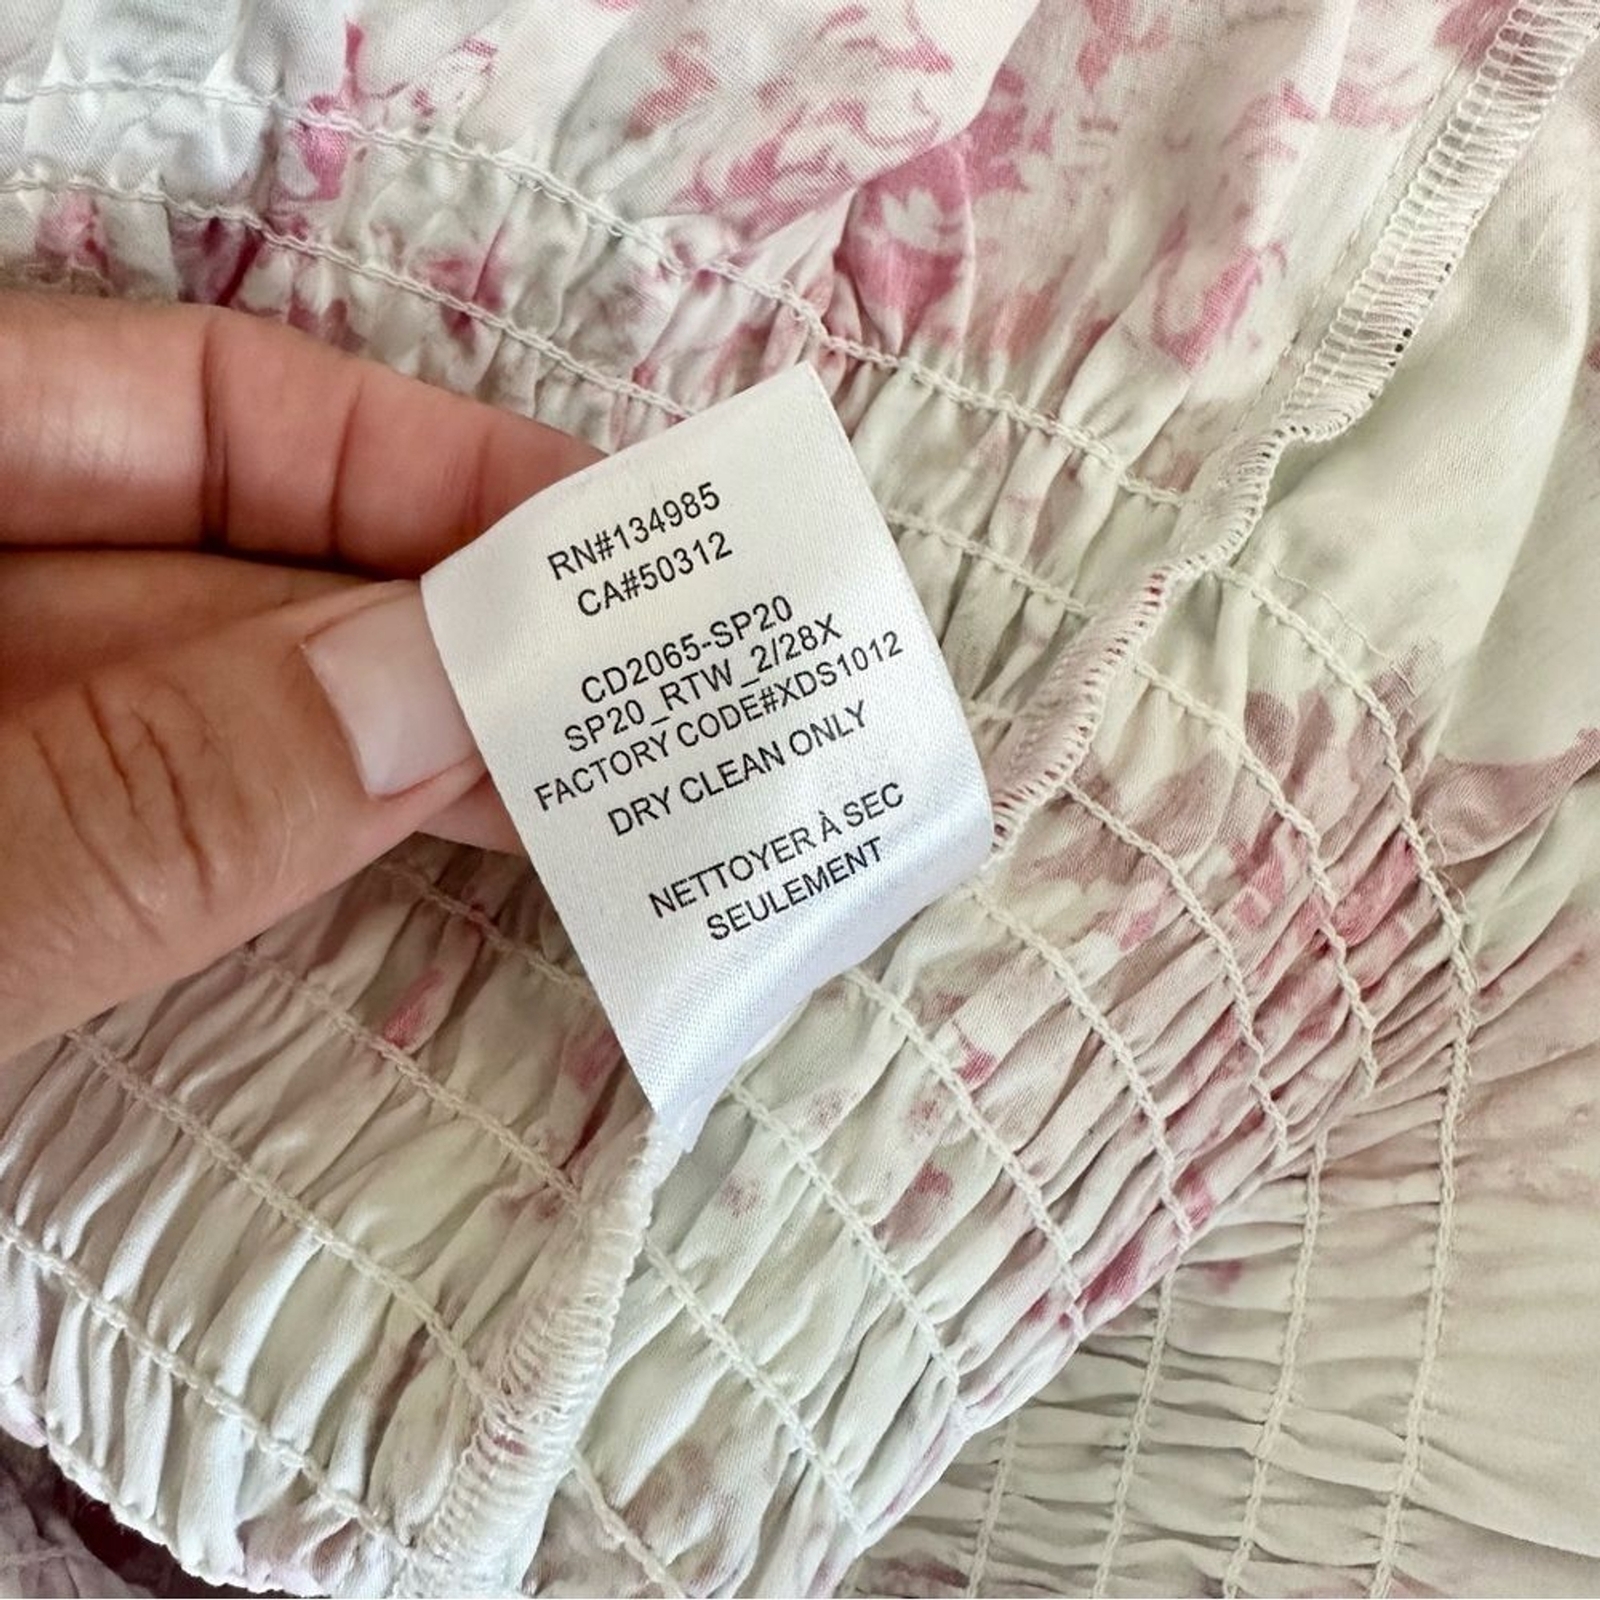 RN#134985
CA#50312
CD2065-SP20
SP20_RTW_2/28X
FACTORY CODE#XDS1012
DRY CLEAN ONLY
NETTOYER À SEC
SEULEMENT